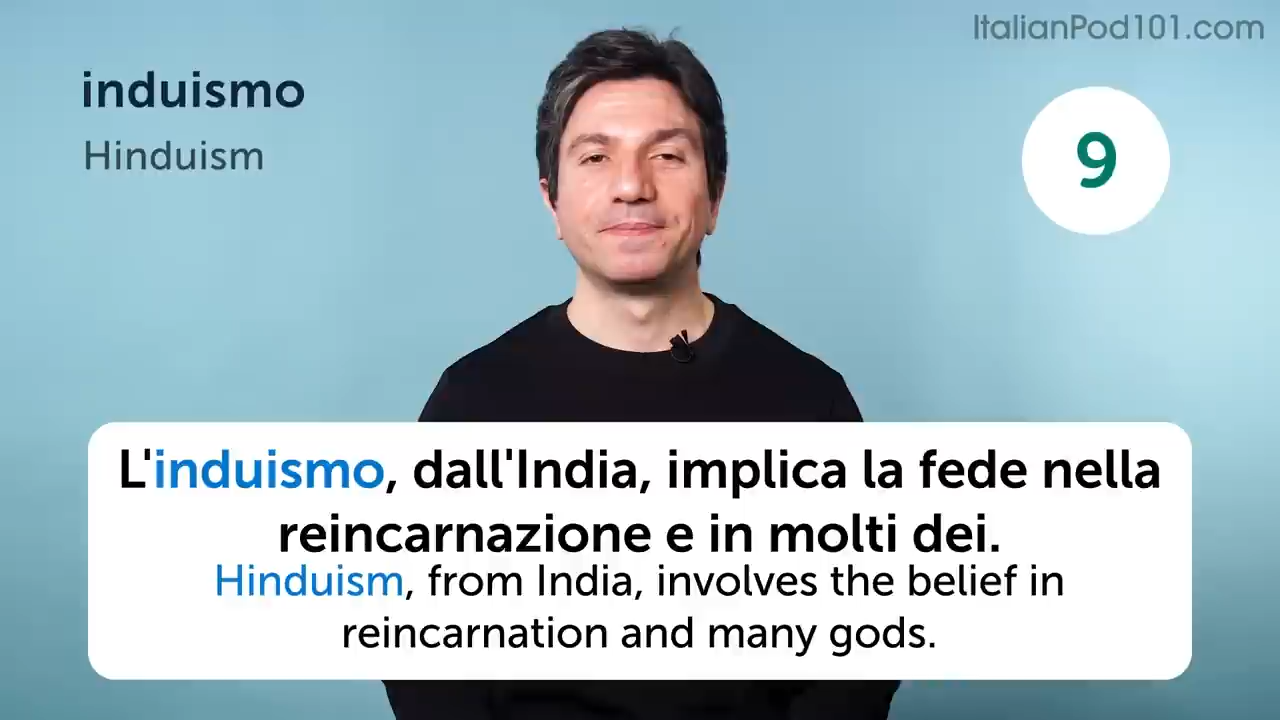 ItalianPod101.com
induismo
Hinduism
9
L'induismo, dall'India, implica la fede nella
reincarnazione e in molti dei.
Hinduism, from India, involves the belief in
reincarnation and many gods.